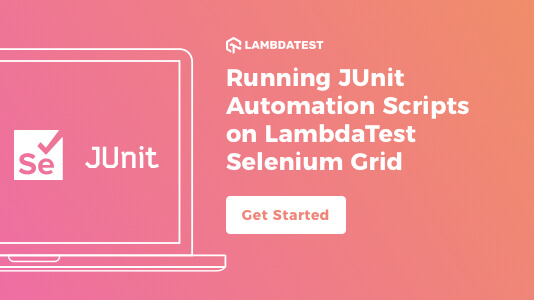 LAMBDATEST
Running JUnit
Automation Scripts
on LambdaTest
Selenium Grid
Get Started
Se
JUnit